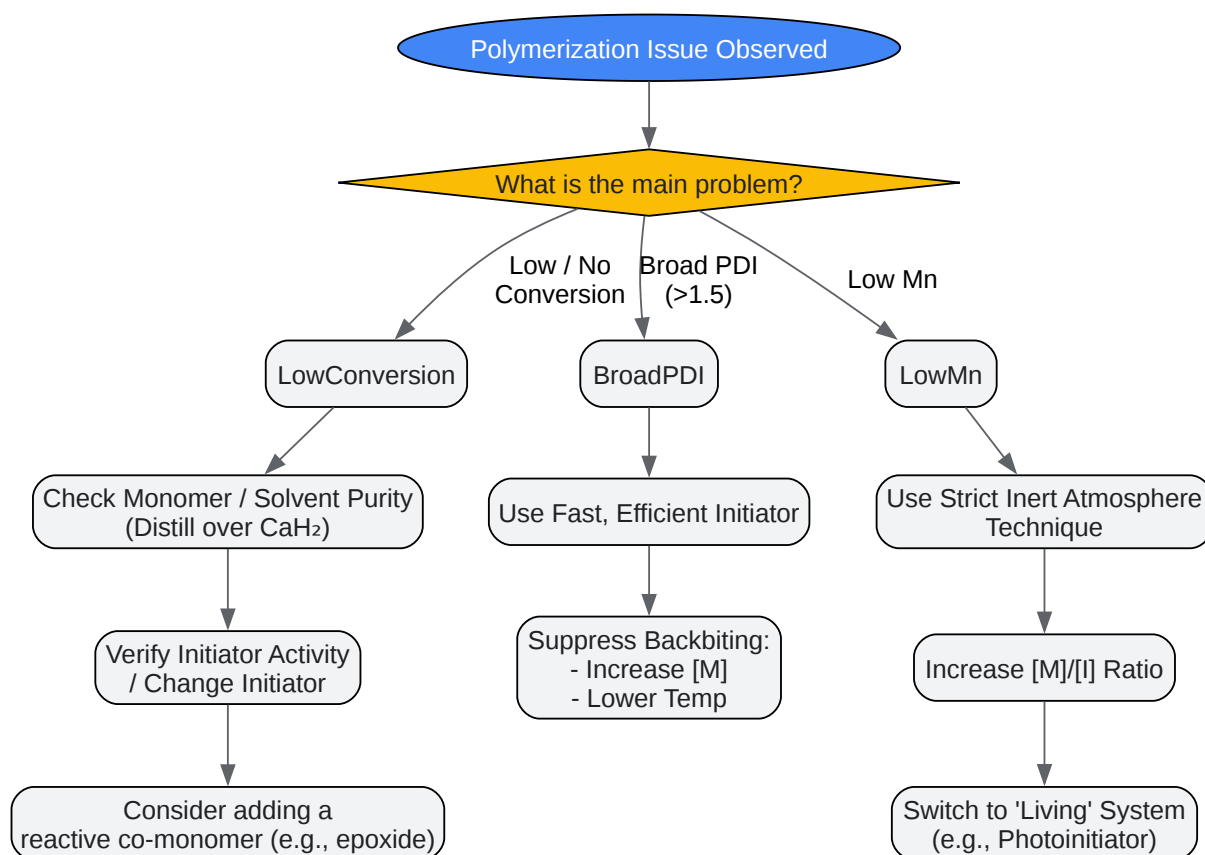 Polymerization Issue Observed
What is the main problem?
Low / No
Conversion
Broad PDI
(>1.5)
Low Mn
LowConversion
BroadPDI
LowMn
Check Monomer / Solvent Purity
(Distill over CaH₂)
Use Fast, Efficient Initiator
Use Strict Inert Atmosphere
Technique
Verify Initiator Activity
/ Change Initiator
Suppress Backbiting:
- Increase [M]
- Lower Temp
Increase [M]/[I] Ratio
Consider adding a
reactive co-monomer (e.g., epoxide)
Switch to 'Living' System
(e.g., Photoinitiator)